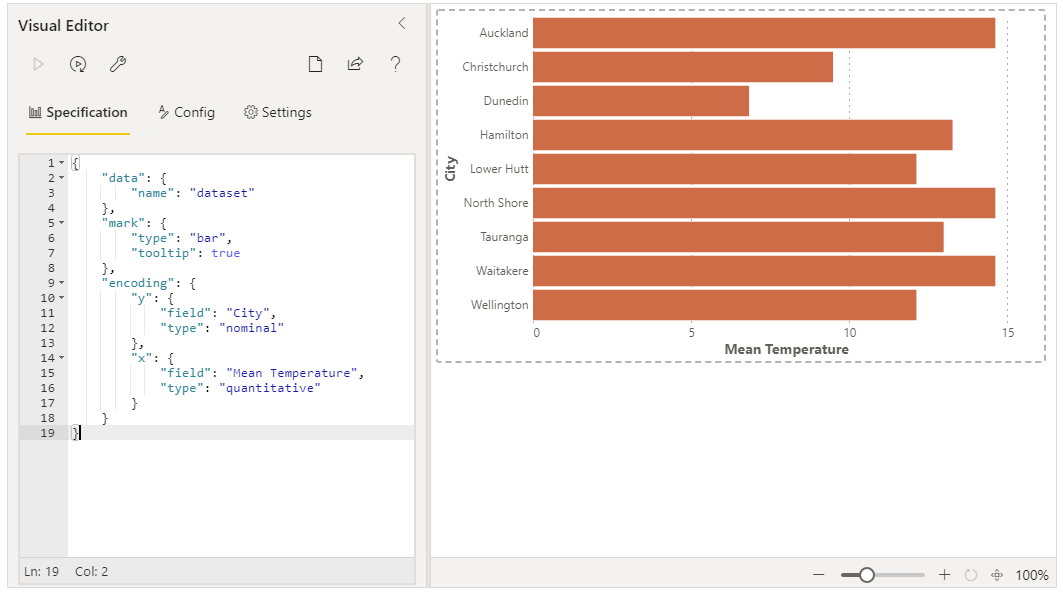 Visual Editor
Specification Config Settings
1 {
2 "data": {
3 "name": "dataset"
4 },
5 "mark": {
6 "type": "bar",
7 "tooltip": true
8 },
9 "encoding": {
10 "y": {
11 "field": "City",
12 "type": "nominal"
13 },
14 "x": {
15 "field": "Mean Temperature",
16 "type": "quantitative"
17 }
18 }
19 }
Ln: 19 Col: 2
City
Auckland
Christchurch
Dunedin
Hamilton
Lower Hutt
North Shore
Tauranga
Waitakere
Wellington
0 5 10 15
Mean Temperature
100%